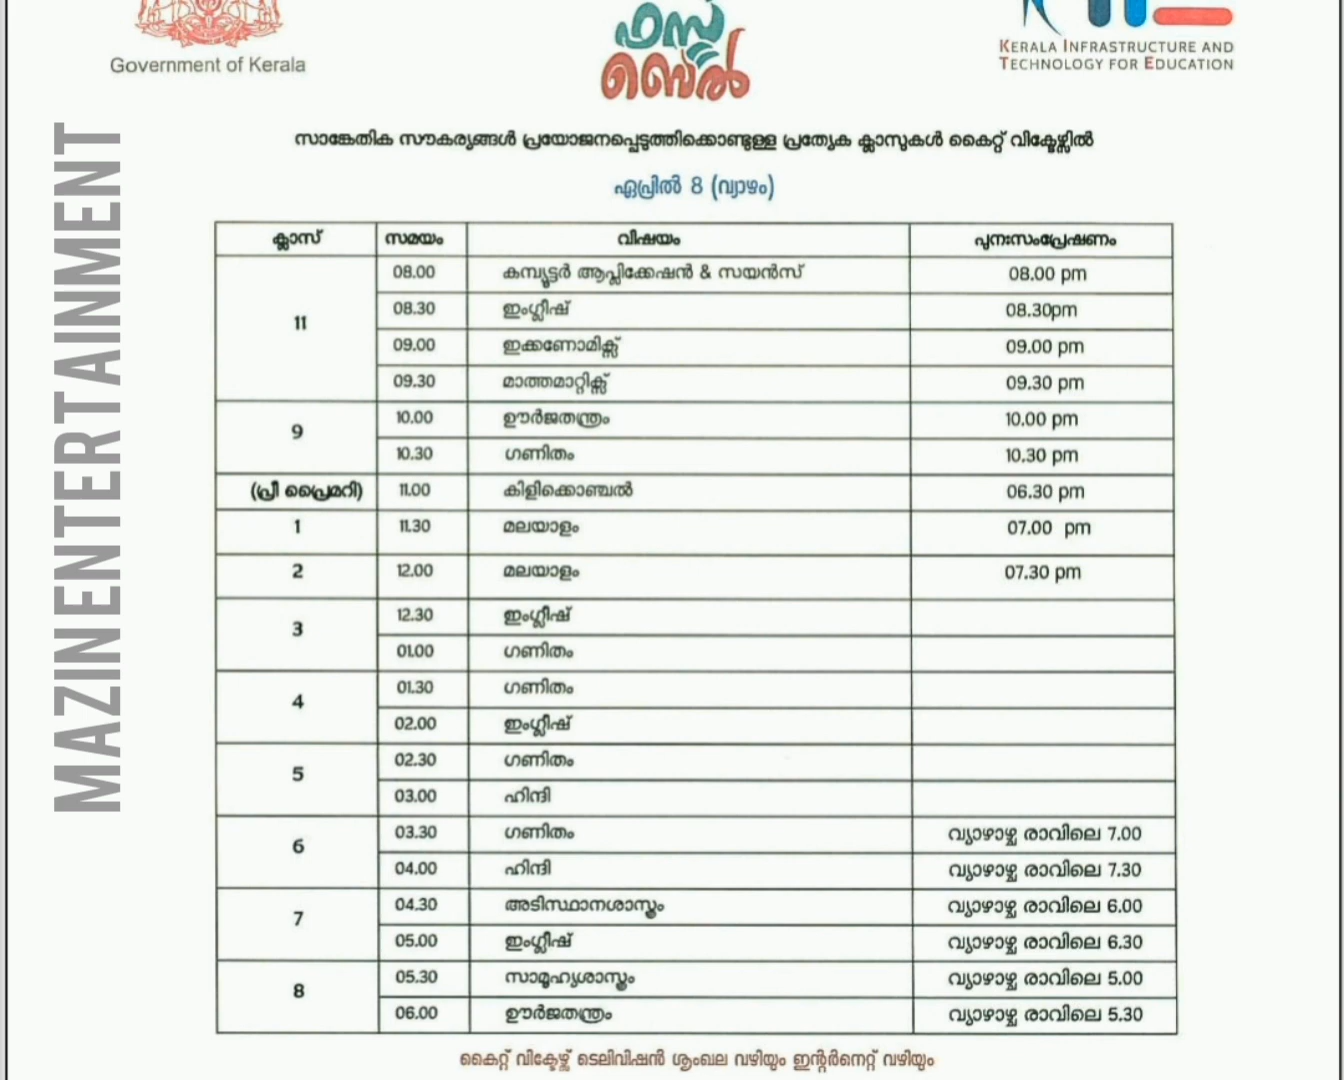 Government of Kerala
ഫസ്റ്റ്
ബെൽ
KERALA INFRASTRUCTURE AND
TECHNOLOGY FOR EDUCATION
MAZINENTERTAINMENT
സാങ്കേതിക സൗകര്യങ്ങൾ പ്രയോജനപ്പെടുത്തിക്കൊണ്ടുള്ള പ്രത്യേക ക്ലാസുകൾ കൈറ്റ് വിക്ടേഴ്സിൽ
ഏപ്രിൽ 8 (വ്യാഴം)
ക്ലാസ് സമയം വിഷയം പുനഃസംപ്രേഷണം
11 08.00 കമ്പ്യൂട്ടർ ആപ്ലിക്കേഷൻ & സയൻസ് 08.00 pm
08.30 ഇംഗ്ലീഷ് 08.30pm
09.00 ഇക്കണോമിക്സ് 09.00 pm
09.30 മാത്തമാറ്റിക്സ് 09.30 pm
9 10.00 ഊർജതന്ത്രം 10.00 pm
10.30 ഗണിതം 10.30 pm
(പ്രീ പ്രൈമറി) 11.00 കിളിക്കൊഞ്ചൽ 06.30 pm
1 11.30 മലയാളം 07.00 pm
2 12.00 മലയാളം 07.30 pm
3 12.30 ഇംഗ്ലീഷ്
01.00 ഗണിതം
4 01.30 ഗണിതം
02.00 ഇംഗ്ലീഷ്
5 02.30 ഗണിതം
03.00 ഹിന്ദി
6 03.30 ഗണിതം വ്യാഴാഴ്ച രാവിലെ 7.00
04.00 ഹിന്ദി വ്യാഴാഴ്ച രാവിലെ 7.30
7 04.30 അടിസ്ഥാനശാസ്ത്രം വ്യാഴാഴ്ച രാവിലെ 6.00
05.00 ഇംഗ്ലീഷ് വ്യാഴാഴ്ച രാവിലെ 6.30
8 05.30 സാമൂഹ്യശാസ്ത്രം വ്യാഴാഴ്ച രാവിലെ 5.00
06.00 ഊർജതന്ത്രം വ്യാഴാഴ്ച രാവിലെ 5.30
കൈറ്റ് വിക്ടേഴ്സ് ടെലിവിഷൻ ശൃംഖല വഴിയും ഇന്റർനെറ്റ് വഴിയും